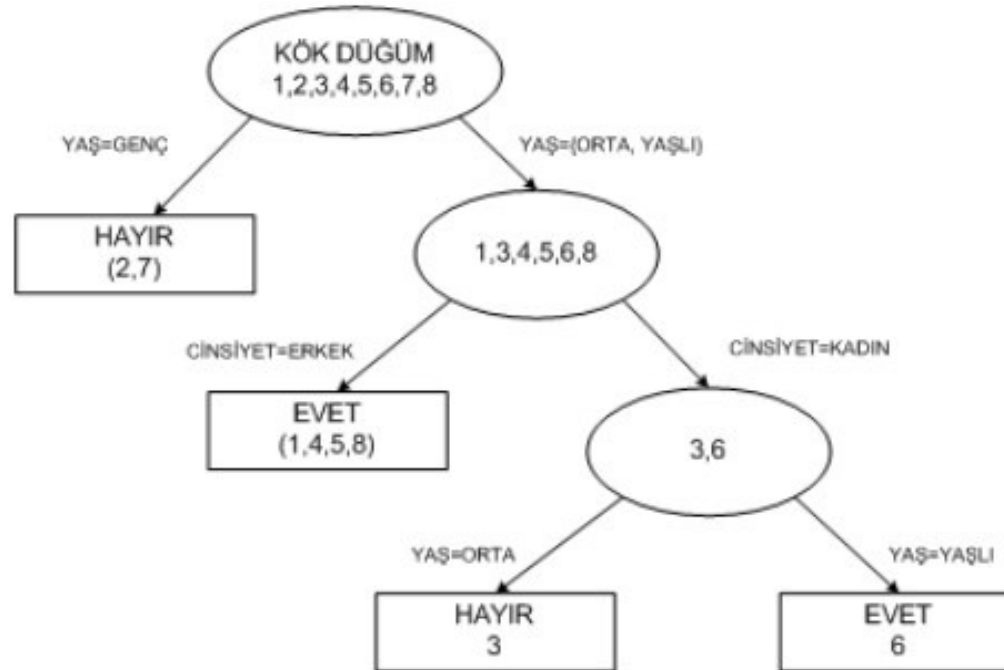 KÖK DÜĞÜM
1,2,3,4,5,6,7,8
YAŞ=GENÇ
YAŞ={ORTA, YAŞLI}
HAYIR
(2,7)
1,3,4,5,6,8
CİNSİYET=ERKEK
CİNSİYET=KADIN
EVET
(1,4,5,8)
3,6
YAŞ=ORTA
YAŞ=YAŞLI
HAYIR
3
EVET
6